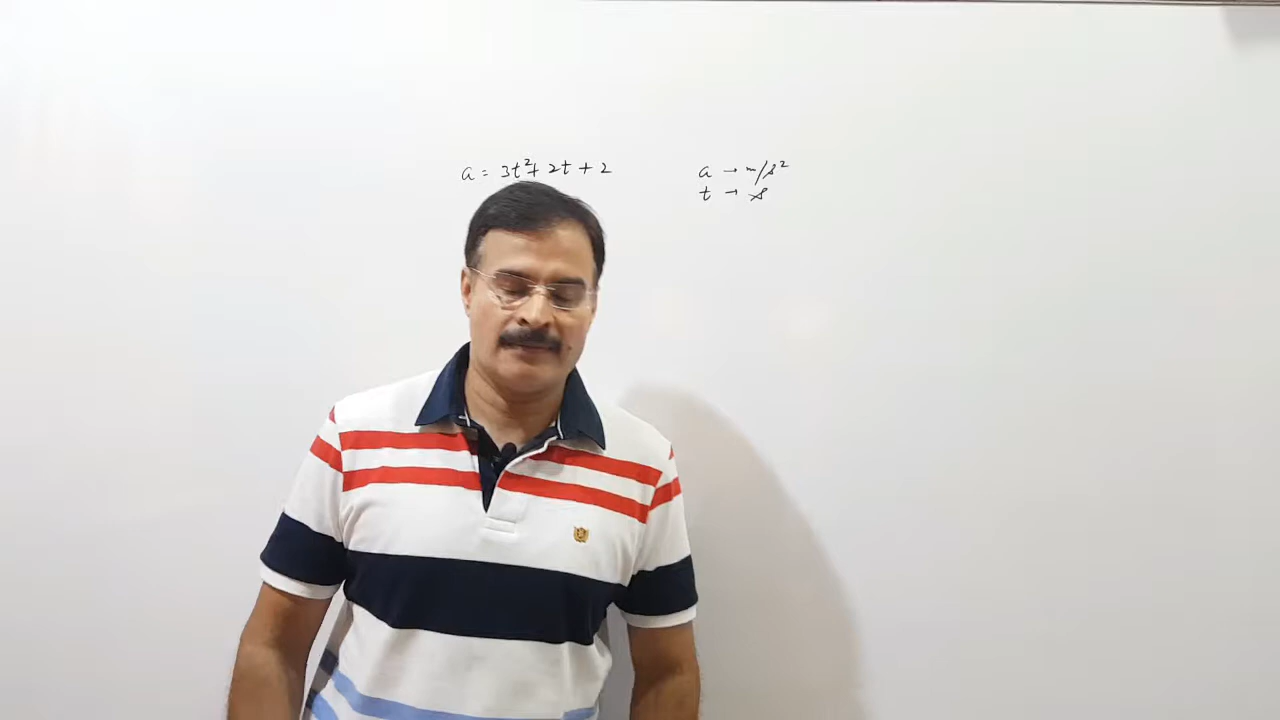 a = 3t²+ 2t + 2
a → m/s²
t → s